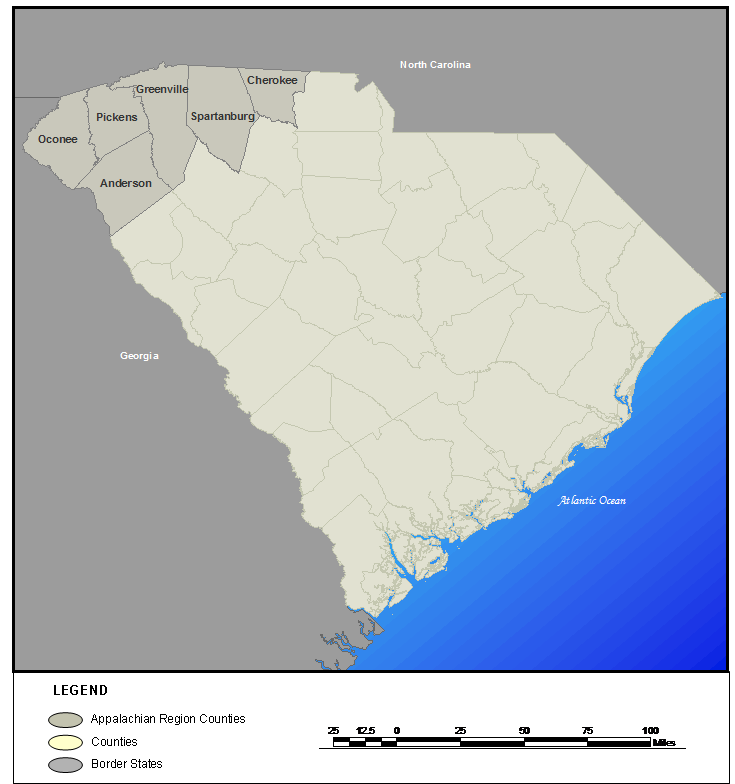 North Carolina
Cherokee
Greenville
Pickens
Spartanburg
Oconee
Anderson
Georgia
Atlantic Ocean
LEGEND
Appalachian Region Counties
Counties
Border States
25 12.5 0 25 50 75 100
Miles